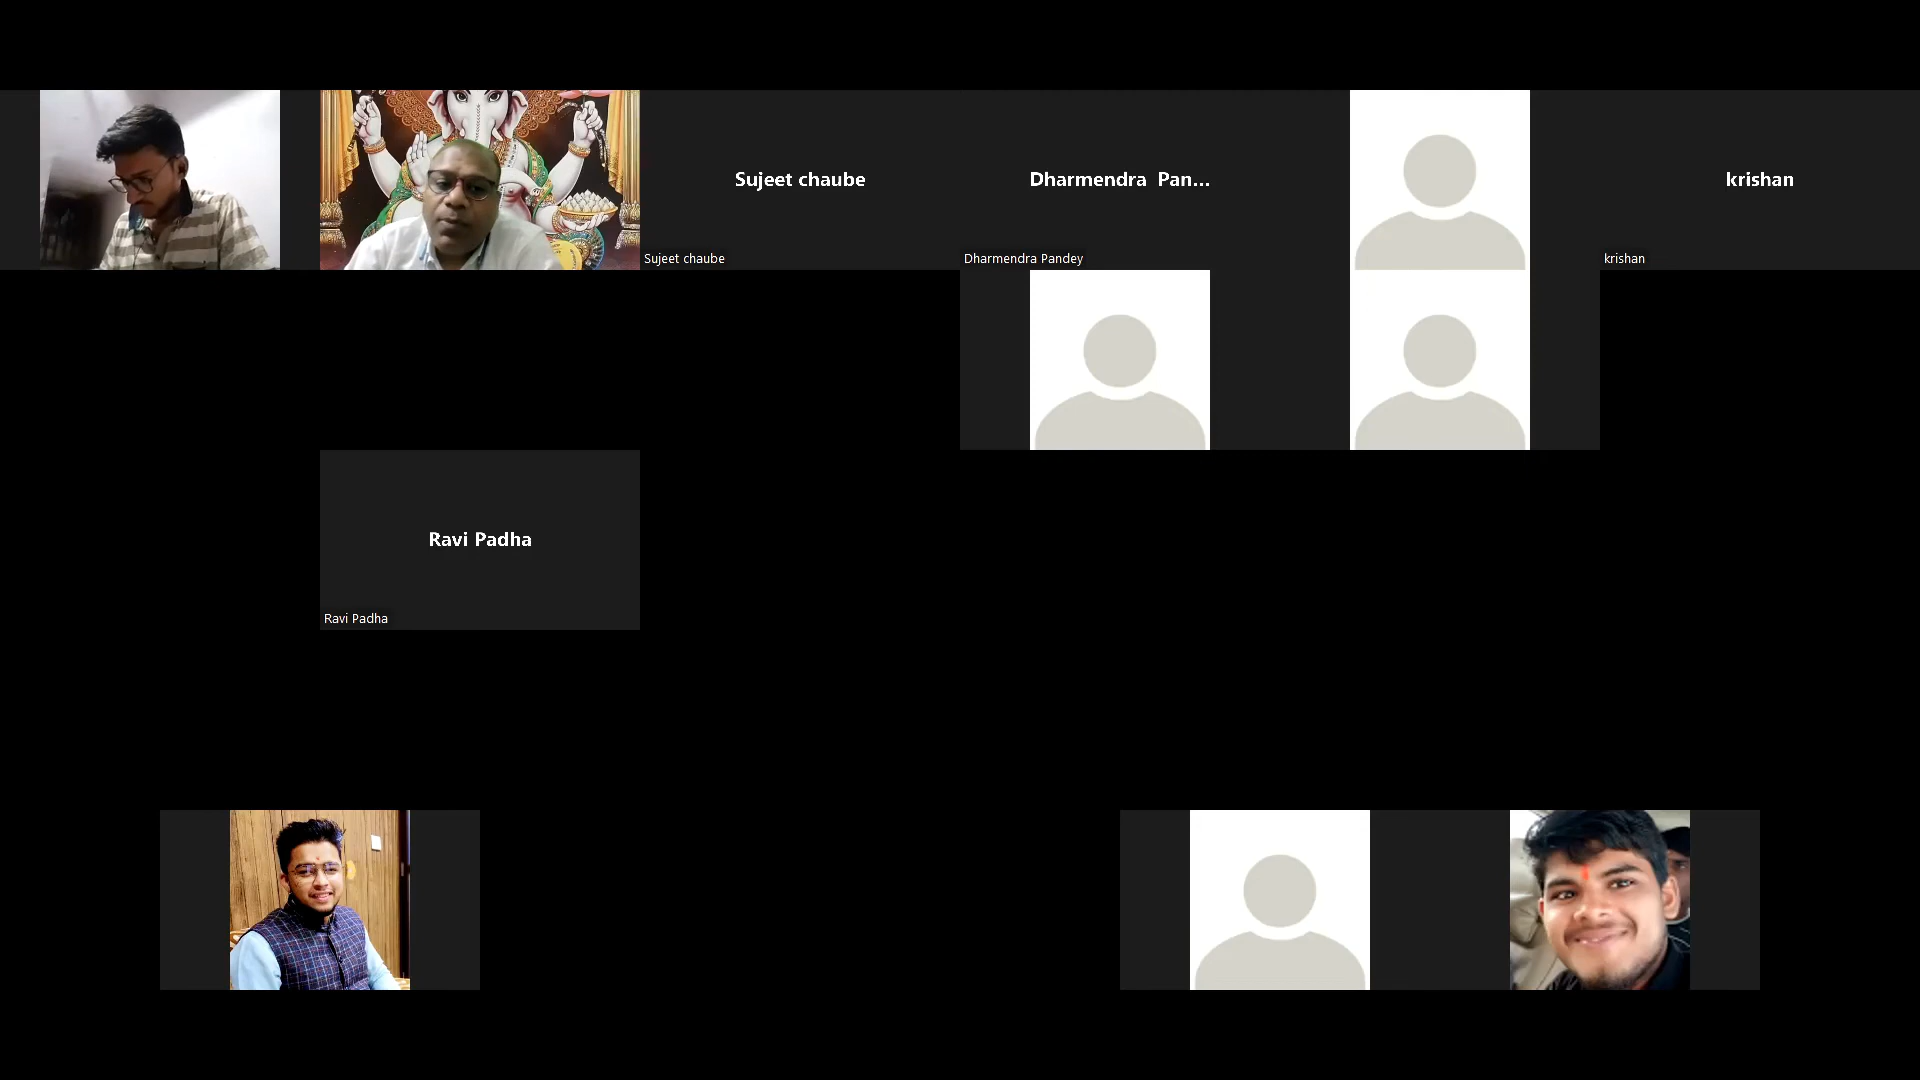 Sujeet chaube
Dharmendra  Pan...
krishan
Sujeet chaube
Dharmendra Pandey
krishan
Ravi Padha
Ravi Padha